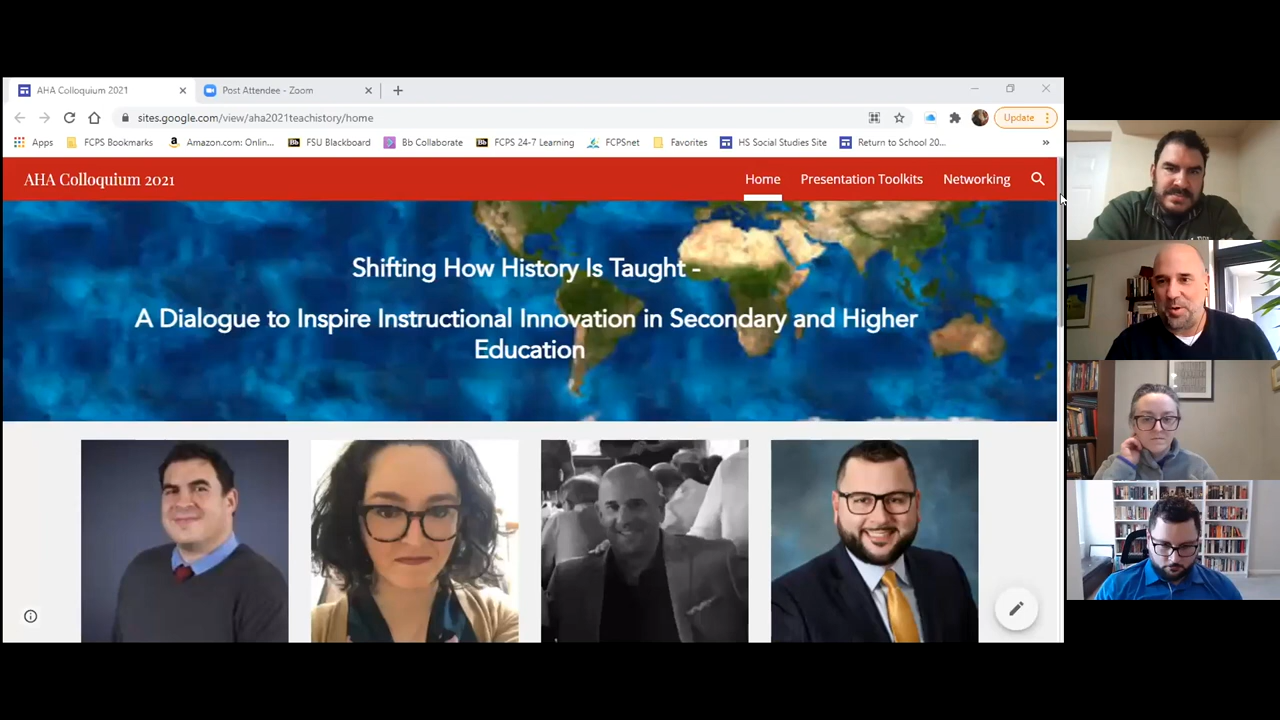 AHA Colloquium 2021
Post Attendee - Zoom
sites.google.com/view/aha2021teachistory/home
Update
Apps
FCPS Bookmarks
Amazon.com: Onlin...
FSU Blackboard
Bb Collaborate
FCPS 24-7 Learning
FCPSnet
Favorites
HS Social Studies Site
Return to School 20...
AHA Colloquium 2021
Home
Presentation Toolkits
Networking
Shifting How History Is Taught -
A Dialogue to Inspire Instructional Innovation in Secondary and Higher
Education